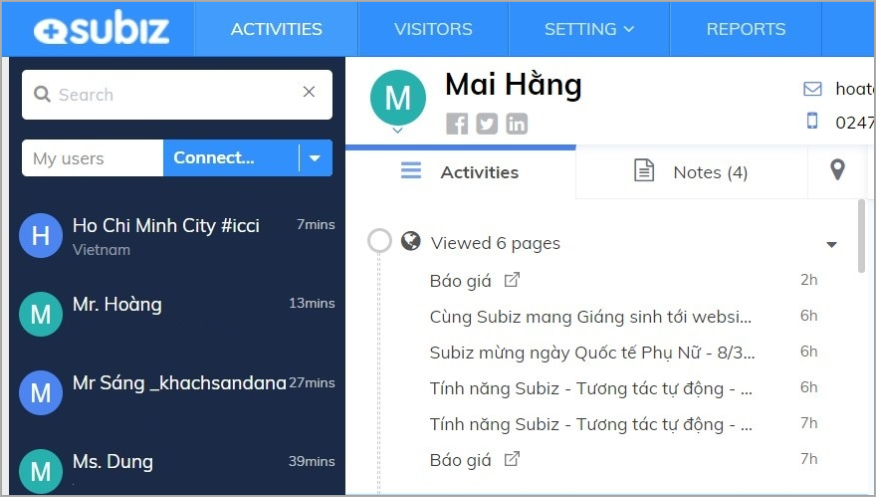 subiz
ACTIVITIES
VISITORS
SETTING
REPORTS
Search
My users
Connect...
H
Ho Chi Minh City #icci
7mins
Vietnam
M
Mr. Hoàng
13mins
M
Mr Sáng _khachsandana
27mins
M
Ms. Dung
39mins
M
Mai Hằng
hoat
0247
Activities
Notes (4)
Viewed 6 pages
Báo giá 2h
Cùng Subiz mang Giáng sinh tới websi... 6h
Subiz mừng ngày Quốc tế Phụ Nữ - 8/3... 6h
Tính năng Subiz - Tương tác tự động - ... 6h
Tính năng Subiz - Tương tác tự động - ... 7h
Báo giá 7h